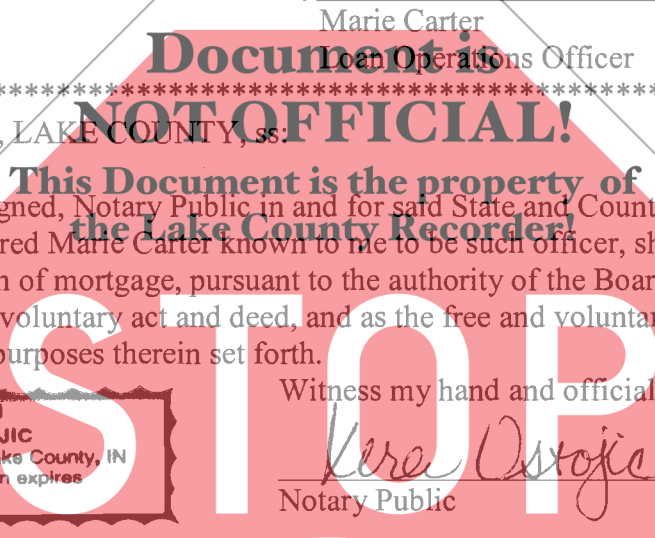 Marie Carter
Document is
Loan Operations Officer
, LAKE COUNTY, ss:
NOT OFFICIAL!
This Document is the property of
gned, Notary Public in and for said State and Count
the Lake County Recorder!
red Marie Carter known to me to be such officer, sh
n of mortgage, pursuant to the authority of the Boar
voluntary act and deed, and as the free and volunta
purposes therein set forth.
STOP
Witness my hand and official
JIC
ke County, IN
n expires
Vera Ostojic
Notary Public